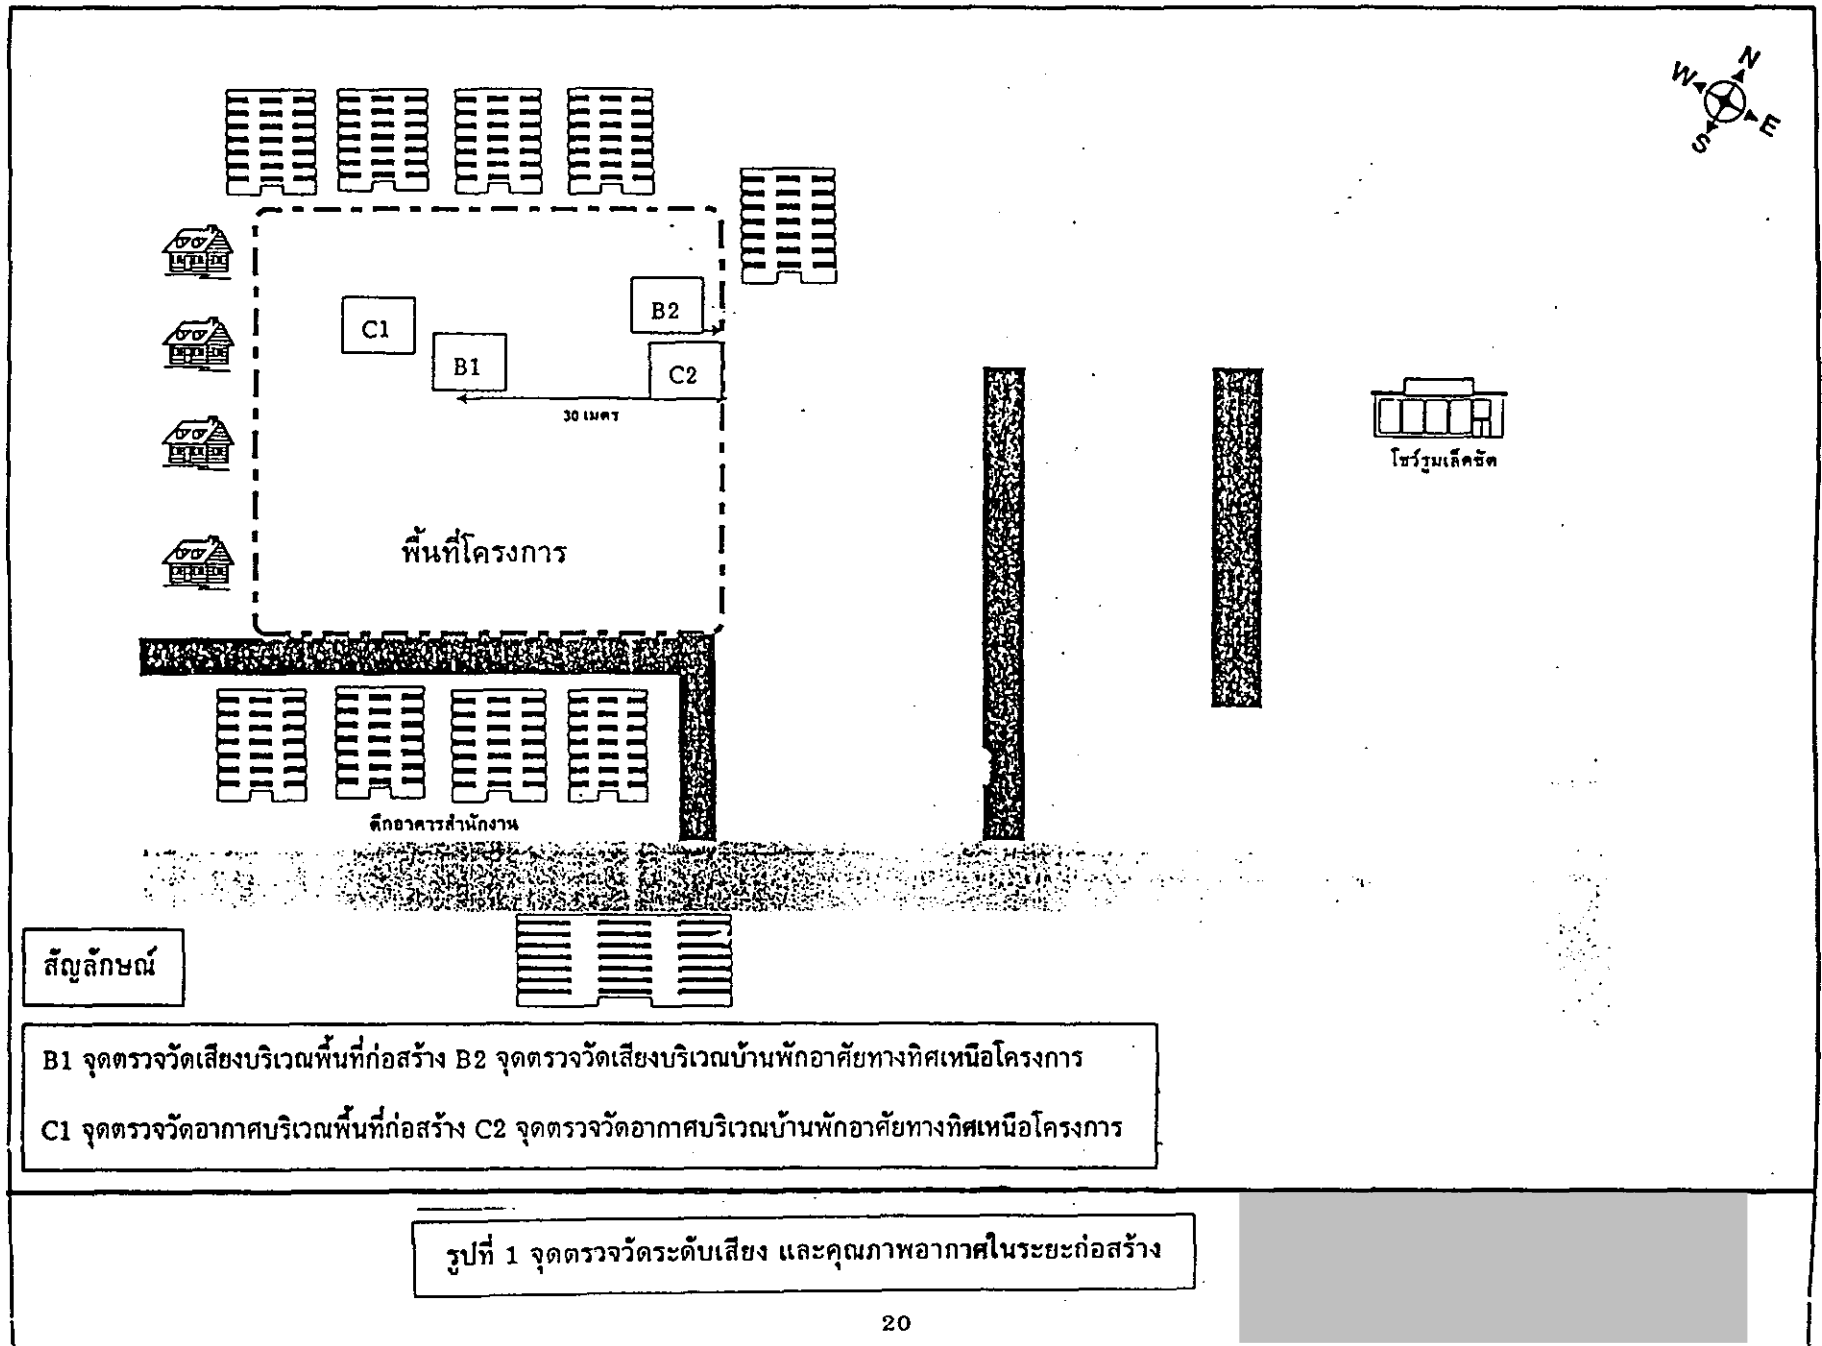 N
W
E
S
B2
C1
B1
C2
30 เมตร
โชว์รูมเล็คซัต
พื้นที่โครงการ
ตึกอาคารสำนักงาน
สัญลักษณ์
B1 จุดตรวจวัดเสียงบริเวณพื้นที่ก่อสร้าง B2 จุดตรวจวัดเสียงบริเวณบ้านพักอาศัยทางทิศเหนือโครงการ
C1 จุดตรวจวัดอากาศบริเวณพื้นที่ก่อสร้าง C2 จุดตรวจวัดอากาศบริเวณบ้านพักอาศัยทางทิศเหนือโครงการ
รูปที่ 1 จุดตรวจวัดระดับเสียง และคุณภาพอากาศในระยะก่อสร้าง
20